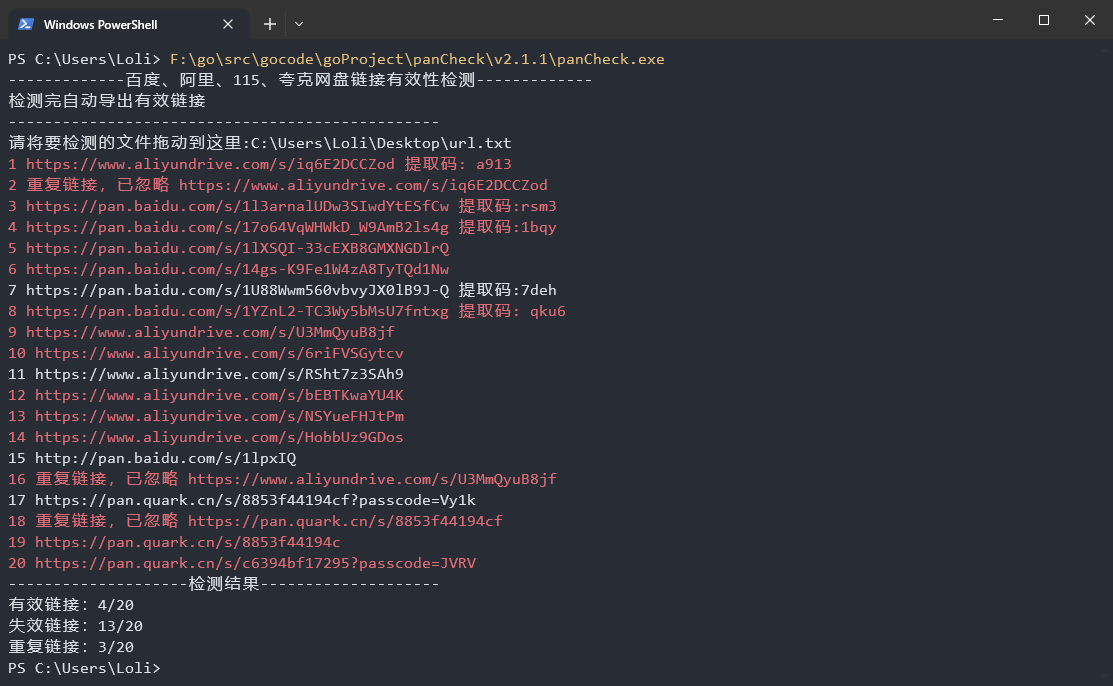 Windows PowerShell
PS C:\Users\Loli> F:\go\src\gocode\goProject\panCheck\v2.1.1\panCheck.exe
-------------百度、阿里、115、夸克网盘链接有效性检测-------------
检测完自动导出有效链接
------------------------------------------------
请将要检测的文件拖动到这里:C:\Users\Loli\Desktop\url.txt
1 https://www.aliyundrive.com/s/iq6E2DCCZod 提取码: a913
2 重复链接, 已忽略 https://www.aliyundrive.com/s/iq6E2DCCZod
3 https://pan.baidu.com/s/1l3arnalUDw3SIwdYtESfCw 提取码:rsm3
4 https://pan.baidu.com/s/17o64VqWHWkD_W9AmB2ls4g 提取码:1bqy
5 https://pan.baidu.com/s/1lXSQI-33cEXB8GMXNGDlrQ
6 https://pan.baidu.com/s/14gs-K9Fe1W4zA8TyTQd1Nw
7 https://pan.baidu.com/s/1U88Wwm560vbvyJX0lB9J-Q 提取码:7deh
8 https://pan.baidu.com/s/1YZnL2-TC3Wy5bMsU7fntxg 提取码: qku6
9 https://www.aliyundrive.com/s/U3MmQyuB8jf
10 https://www.aliyundrive.com/s/6riFVSGytcv
11 https://www.aliyundrive.com/s/RSht7z3SAh9
12 https://www.aliyundrive.com/s/bEBTKwaYU4K
13 https://www.aliyundrive.com/s/NSYueFHJtPm
14 https://www.aliyundrive.com/s/HobbUz9GDos
15 http://pan.baidu.com/s/1lpxIQ
16 重复链接, 已忽略 https://www.aliyundrive.com/s/U3MmQyuB8jf
17 https://pan.quark.cn/s/8853f44194cf?passcode=Vy1k
18 重复链接, 已忽略 https://pan.quark.cn/s/8853f44194cf
19 https://pan.quark.cn/s/8853f44194c
20 https://pan.quark.cn/s/c6394bf17295?passcode=JVRV
--------------------检测结果--------------------
有效链接: 4/20
失效链接: 13/20
重复链接: 3/20
PS C:\Users\Loli>